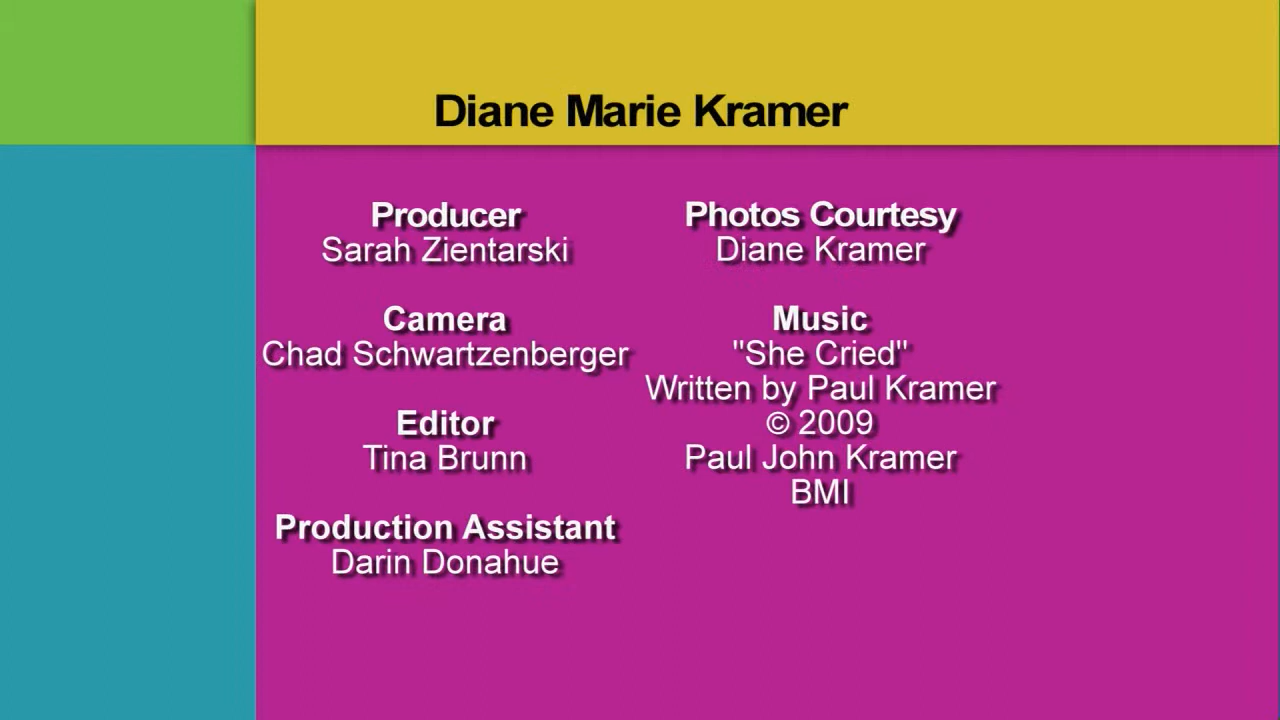 Diane Marie Kramer
Producer
Sarah Zientarski
Camera
Chad Schwartzenberger
Editor
Tina Brunn
Production Assistant
Darin Donahue
Photos Courtesy
Diane Kramer
Music
"She Cried"
Written by Paul Kramer
© 2009
Paul John Kramer
BMI